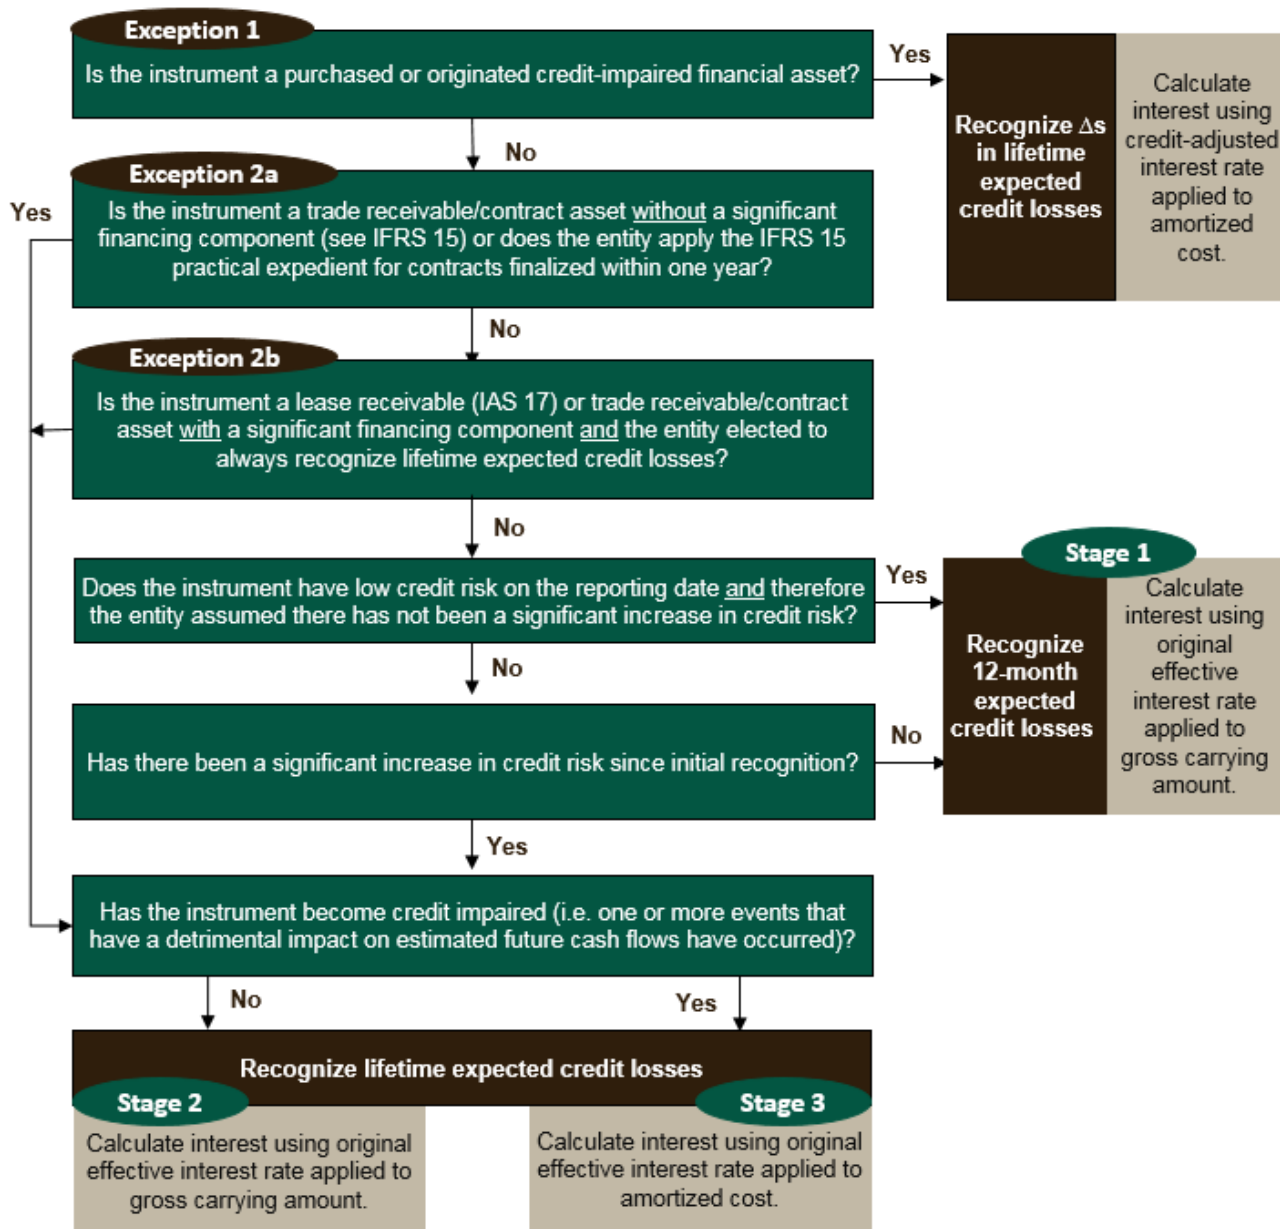 Exception 1
Is the instrument a purchased or originated credit-impaired financial asset?
Yes
Recognize Δs
in lifetime
expected
credit losses
Calculate
interest using
credit-adjusted
interest rate
applied to
amortized
cost.
No
Exception 2a
Yes
Is the instrument a trade receivable/contract asset without a significant
financing component (see IFRS 15) or does the entity apply the IFRS 15
practical expedient for contracts finalized within one year?
No
Exception 2b
Is the instrument a lease receivable (IAS 17) or trade receivable/contract
asset with a significant financing component and the entity elected to
always recognize lifetime expected credit losses?
No
Does the instrument have low credit risk on the reporting date and therefore
the entity assumed there has not been a significant increase in credit risk?
Yes
Stage 1
Recognize
12-month
expected
credit losses
Calculate
interest using
original
effective
interest rate
applied to
gross carrying
amount.
No
Has there been a significant increase in credit risk since initial recognition?
No
Yes
Has the instrument become credit impaired (i.e. one or more events that
have a detrimental impact on estimated future cash flows have occurred)?
No
Yes
Recognize lifetime expected credit losses
Stage 2
Calculate interest using original
effective interest rate applied to
gross carrying amount.
Stage 3
Calculate interest using original
effective interest rate applied to
amortized cost.